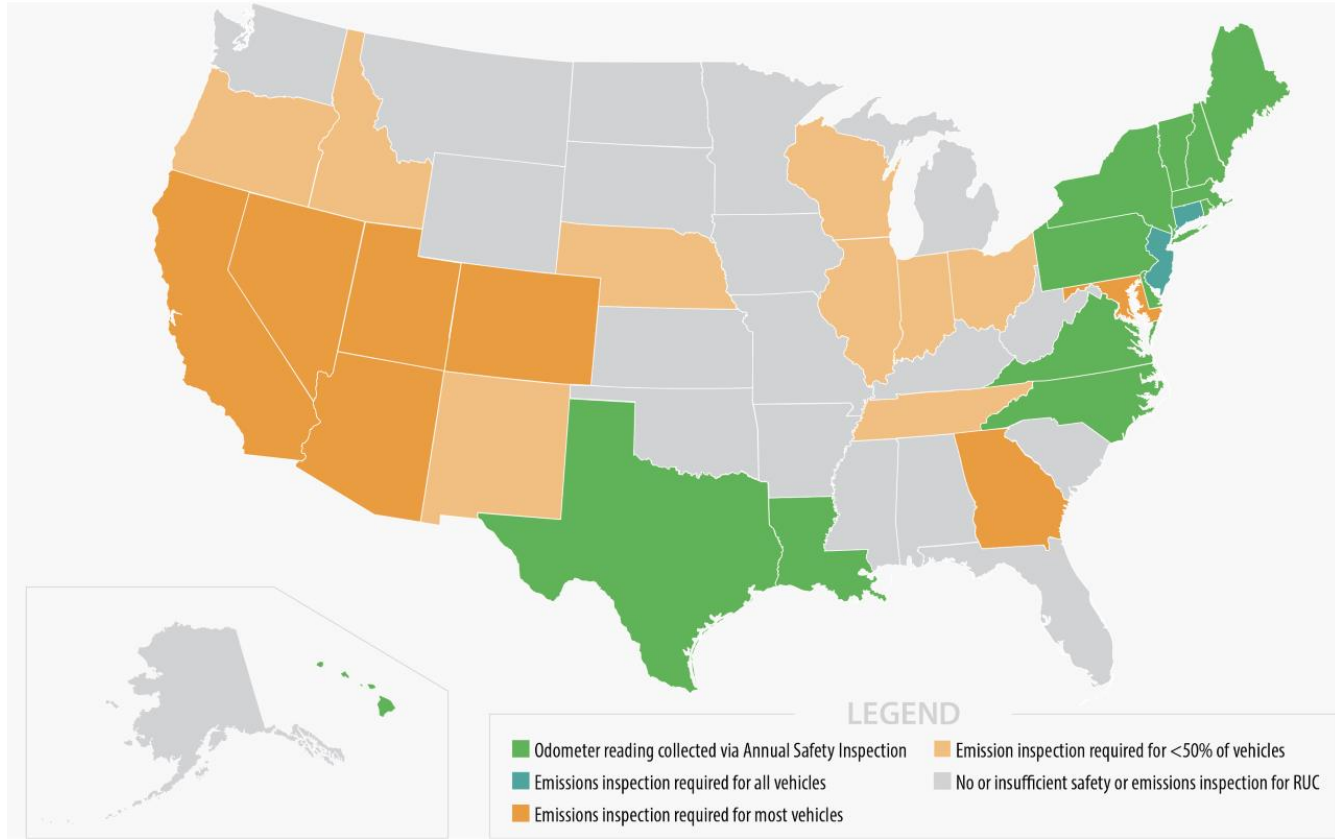 LEGEND
Odometer reading collected via Annual Safety Inspection
Emissions inspection required for all vehicles
Emissions inspection required for most vehicles
Emission inspection required for <50% of vehicles
No or insufficient safety or emissions inspection for RUC